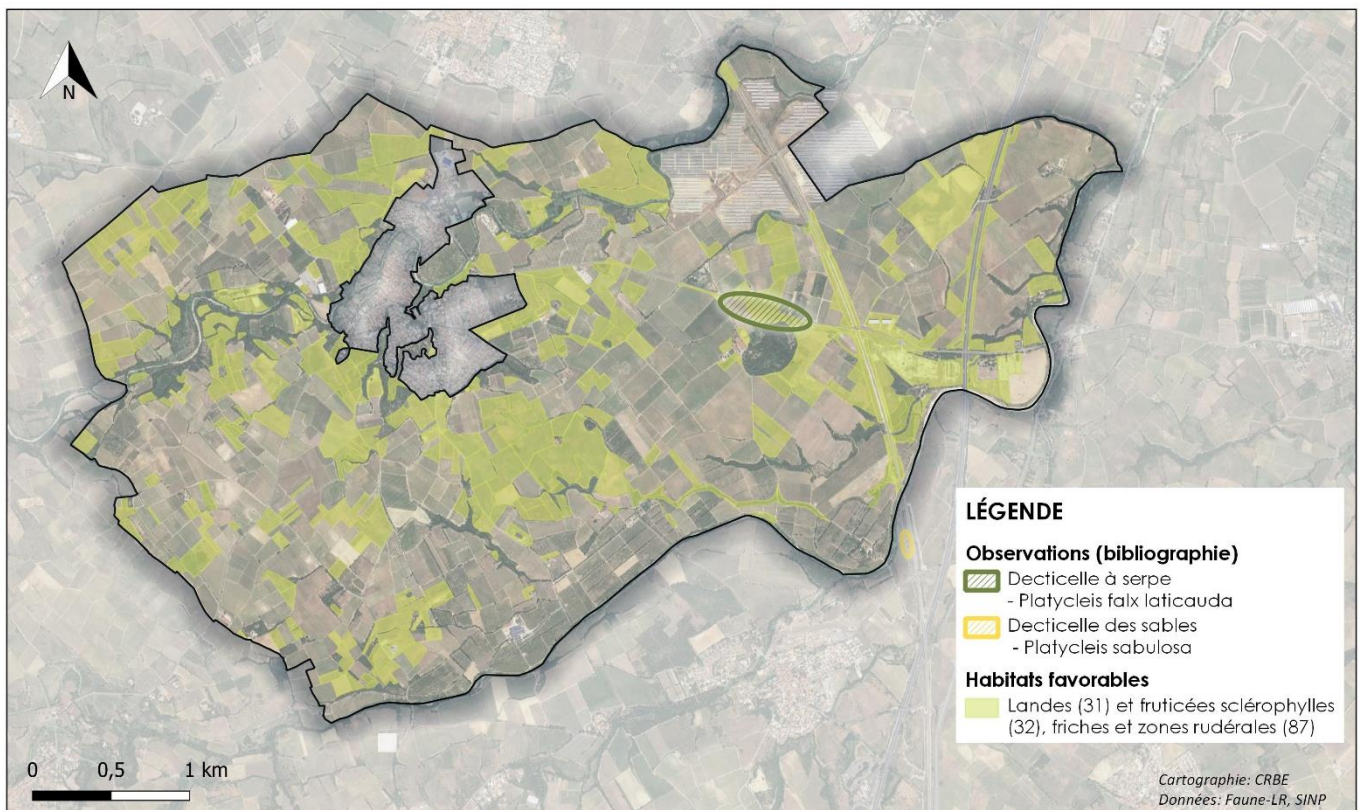 N
LÉGENDE
Observations (bibliographie)
Decticelle à serpe
- Platycleis falx laticauda
Decticelle des sables
- Platycleis sabulosa
Habitats favorables
Landes (31) et fruticées sclérophylles
(32), friches et zones rudérales (87)
0 0,5 1 km
Cartographie: CRBE
Données: Faune-LR, SINP